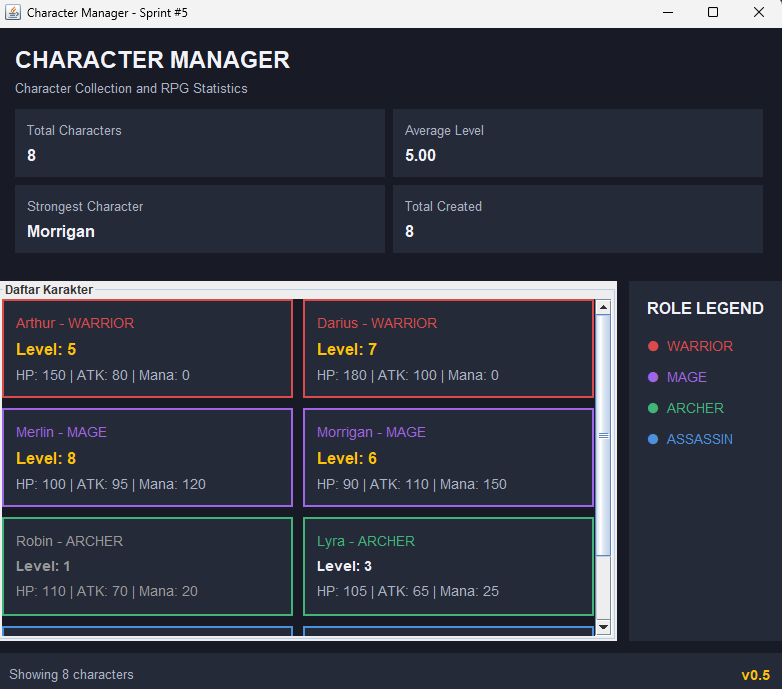 Character Manager - Sprint #5
CHARACTER MANAGER
Character Collection and RPG Statistics
Total Characters
8
Average Level
5.00
Strongest Character
Morrigan
Total Created
8
Daftar Karakter
Arthur - WARRIOR
Level: 5
HP: 150 | ATK: 80 | Mana: 0
Darius - WARRIOR
Level: 7
HP: 180 | ATK: 100 | Mana: 0
Merlin - MAGE
Level: 8
HP: 100 | ATK: 95 | Mana: 120
Morrigan - MAGE
Level: 6
HP: 90 | ATK: 110 | Mana: 150
Robin - ARCHER
Level: 1
HP: 110 | ATK: 70 | Mana: 20
Lyra - ARCHER
Level: 3
HP: 105 | ATK: 65 | Mana: 25
ROLE LEGEND
WARRIOR
MAGE
ARCHER
ASSASSIN
Showing 8 characters
v0.5